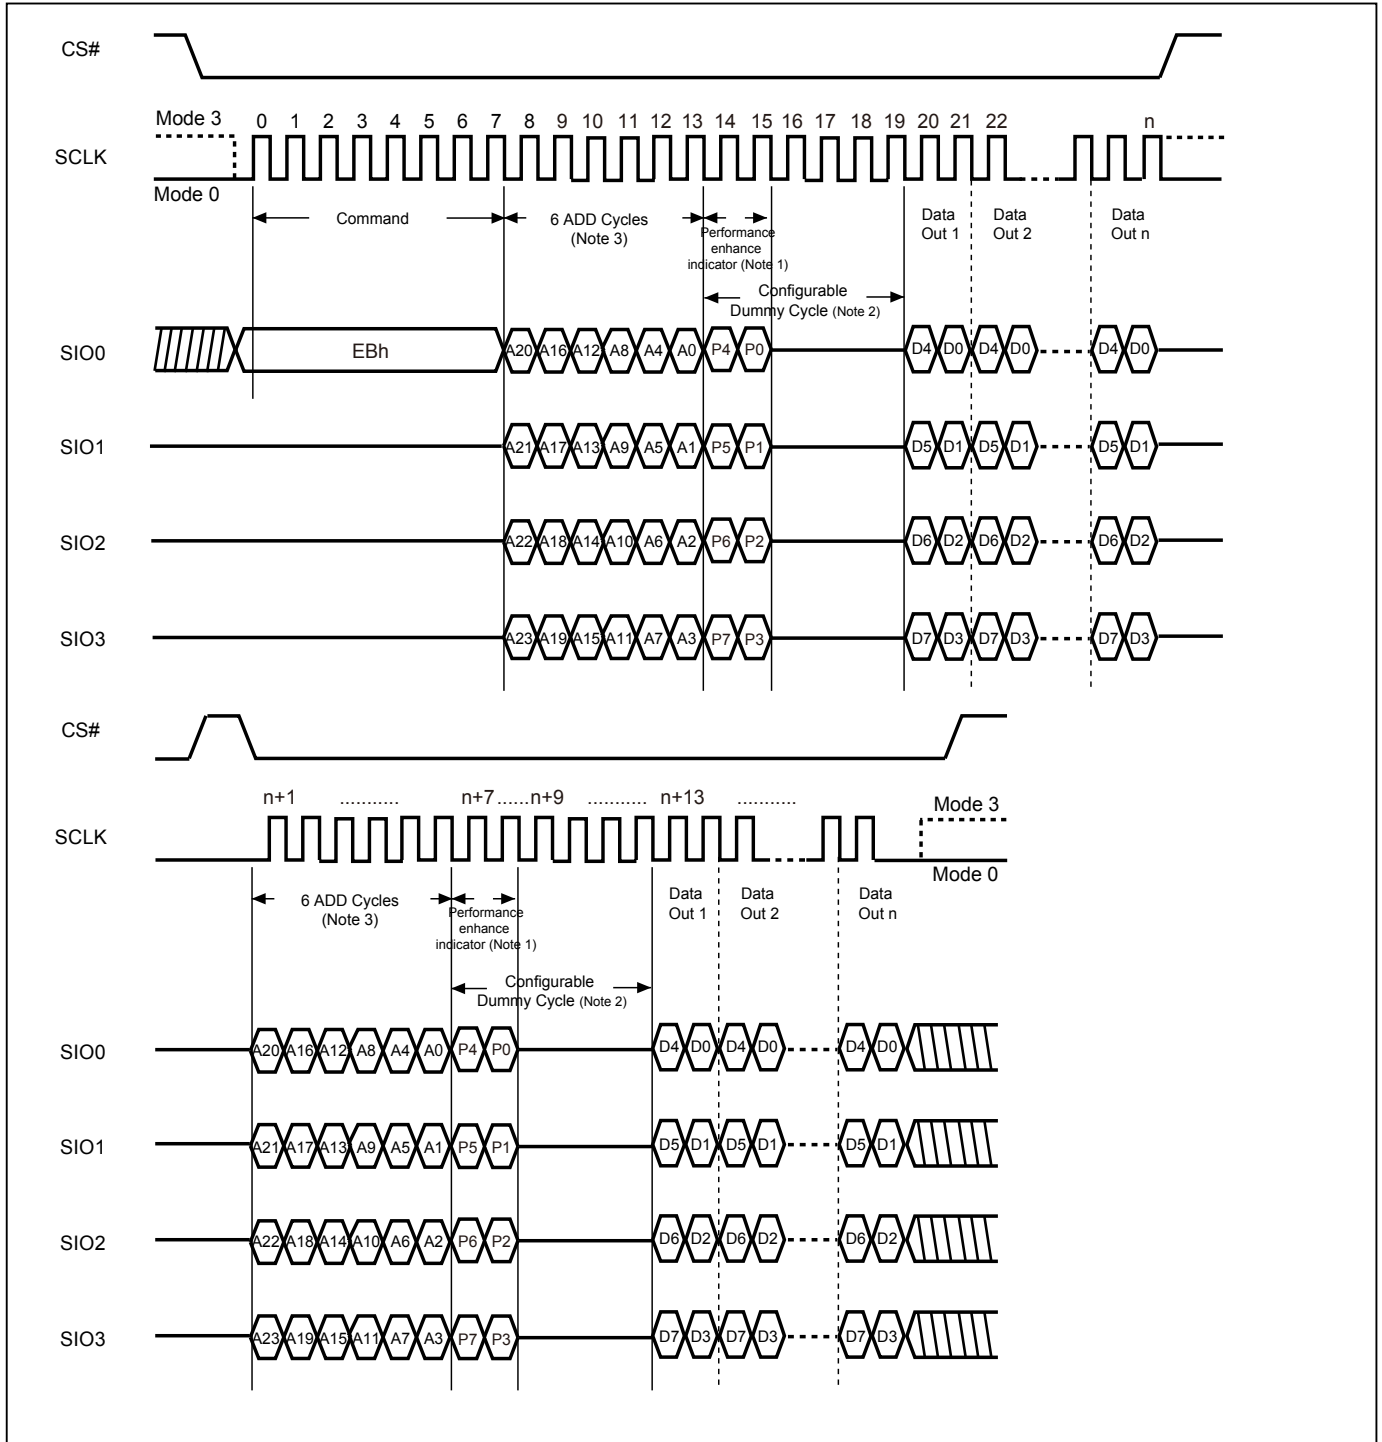 CS#
Mode 3
0 1 2 3 4 5 6 7 8 9 10 11 12 13 14 15 16 17 18 19 20 21 22 n
SCLK
Mode 0
Command
6 ADD Cycles
(Note 3)
Performance
enhance
indicator (Note 1)
Data
Out 1
Data
Out 2
Data
Out n
Configurable
Dummy Cycle (Note 2)
SIO0 EBh A20 A16 A12 A8 A4 A0 P4 P0 D4 D0 D4 D0 D4 D0
SIO1 A21 A17 A13 A9 A5 A1 P5 P1 D5 D1 D5 D1 D5 D1
SIO2 A22 A18 A14 A10 A6 A2 P6 P2 D6 D2 D6 D2 D6 D2
SIO3 A23 A19 A15 A11 A7 A3 P7 P3 D7 D3 D7 D3 D7 D3
CS#
n+1 ........... n+7 ......n+9 ........... n+13 ...........
Mode 3
SCLK
Mode 0
6 ADD Cycles
(Note 3)
Performance
enhance
indicator (Note 1)
Data
Out 1
Data
Out 2
Data
Out n
Configurable
Dummy Cycle (Note 2)
SIO0 A20 A16 A12 A8 A4 A0 P4 P0 D4 D0 D4 D0 D4 D0
SIO1 A21 A17 A13 A9 A5 A1 P5 P1 D5 D1 D5 D1 D5 D1
SIO2 A22 A18 A14 A10 A6 A2 P6 P2 D6 D2 D6 D2 D6 D2
SIO3 A23 A19 A15 A11 A7 A3 P7 P3 D7 D3 D7 D3 D7 D3